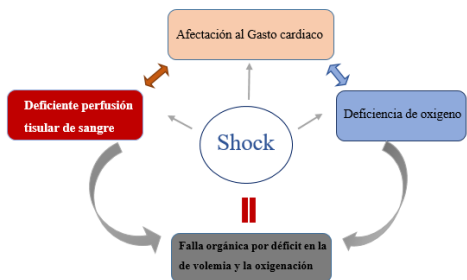 Afectación al Gasto cardiaco
Deficiente perfusión
tisular de sangre
Deficiencia de oxigeno
Shock
Falla orgánica por déficit en la
de volemia y la oxigenación